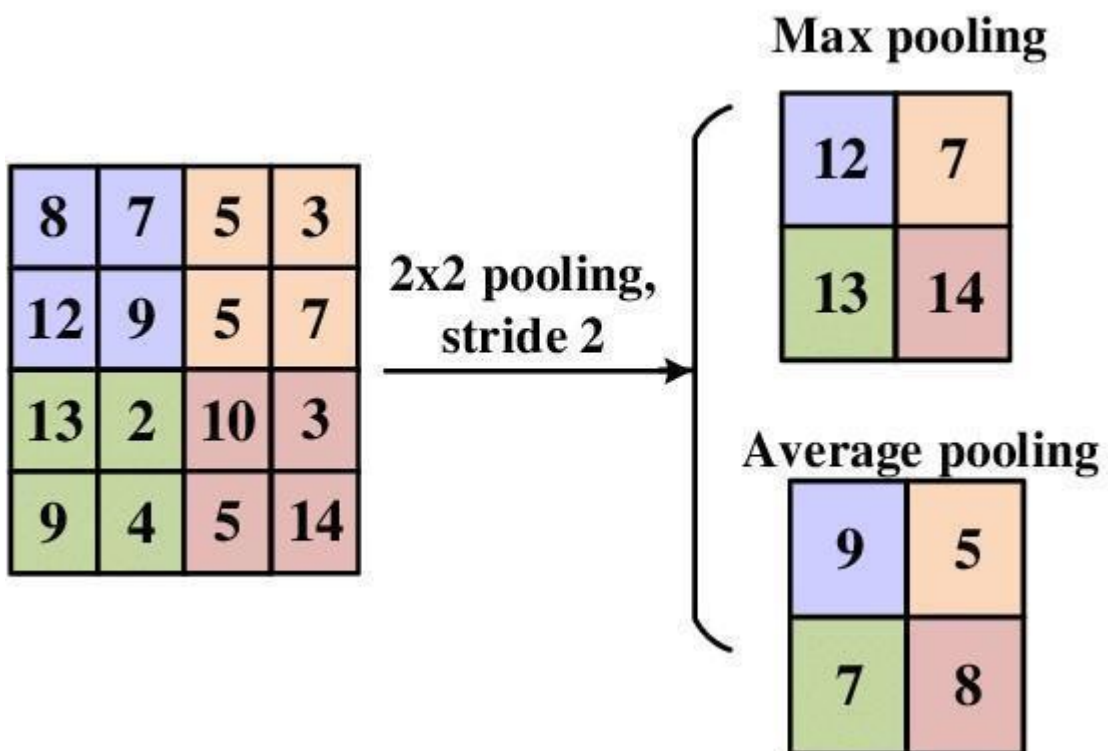 Max pooling
12 7
13 14
8 7 5 3
12 9 5 7
13 2 10 3
9 4 5 14
2x2 pooling,
stride 2
Average pooling
9 5
7 8